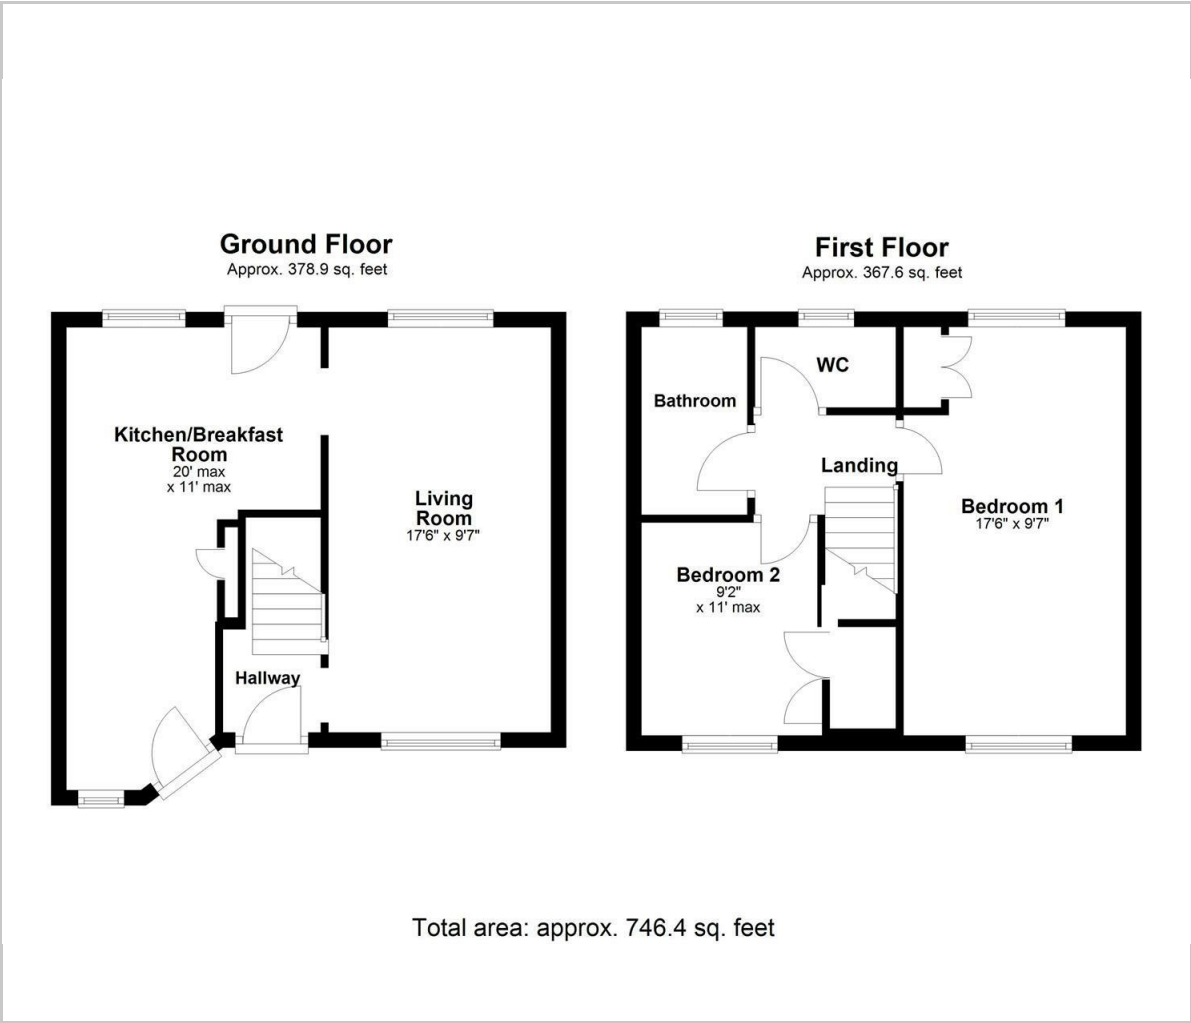 Ground Floor
Approx. 378.9 sq. feet
Kitchen/Breakfast
Room
20' max
x 11' max
Living
Room
17'6" x 9'7"
Hallway
First Floor
Approx. 367.6 sq. feet
WC
Bathroom
Landing
Bedroom 1
17'6" x 9'7"
Bedroom 2
9'2"
x 11' max
Total area: approx. 746.4 sq. feet